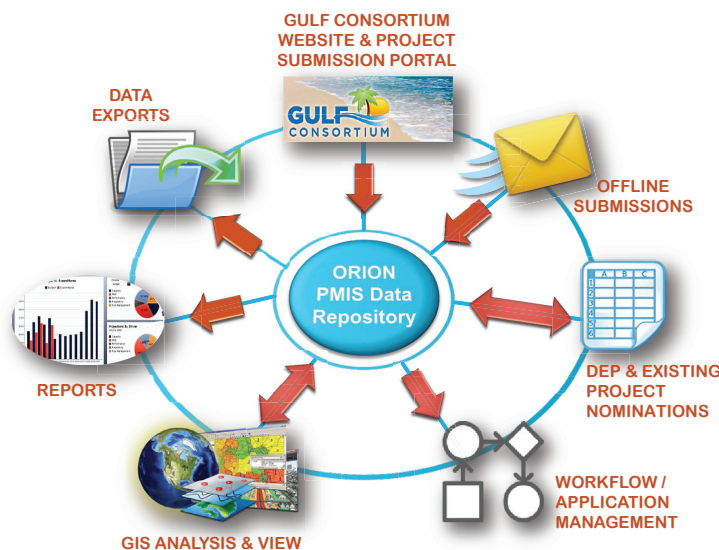 GULF CONSORTIUM
WEBSITE & PROJECT
SUBMISSION PORTAL
GULF
CONSORTIUM
DATA
EXPORTS
OFFLINE
SUBMISSIONS
ORION
PMIS Data
Repository
A B C
1
2
3
4
5
6
DEP & EXISTING
PROJECT
NOMINATIONS
REPORTS
WORKFLOW /
APPLICATION
MANAGEMENT
GIS ANALYSIS & VIEW